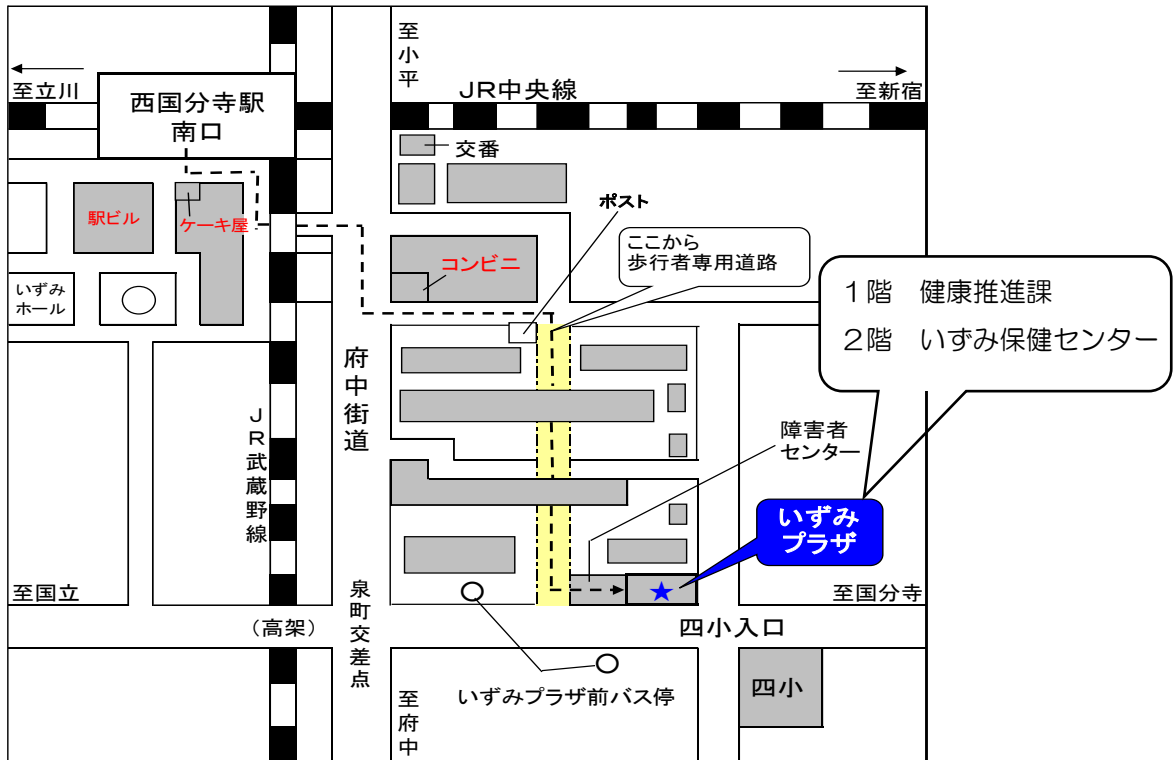 至小平
至立川
JR中央線
至新宿
西国分寺駅
南口
交番
駅ビル
ケーキ屋
ポスト
ここから
歩行者専用道路
コンビニ
いずみ
ホール
1階 健康推進課
2階 いずみ保健センター
府中街道
JR武蔵野線
障害者
センター
いずみ
プラザ
至国立
泉町交差点
至国分寺
(高架)
四小入口
いずみプラザ前バス停
四小
至府中